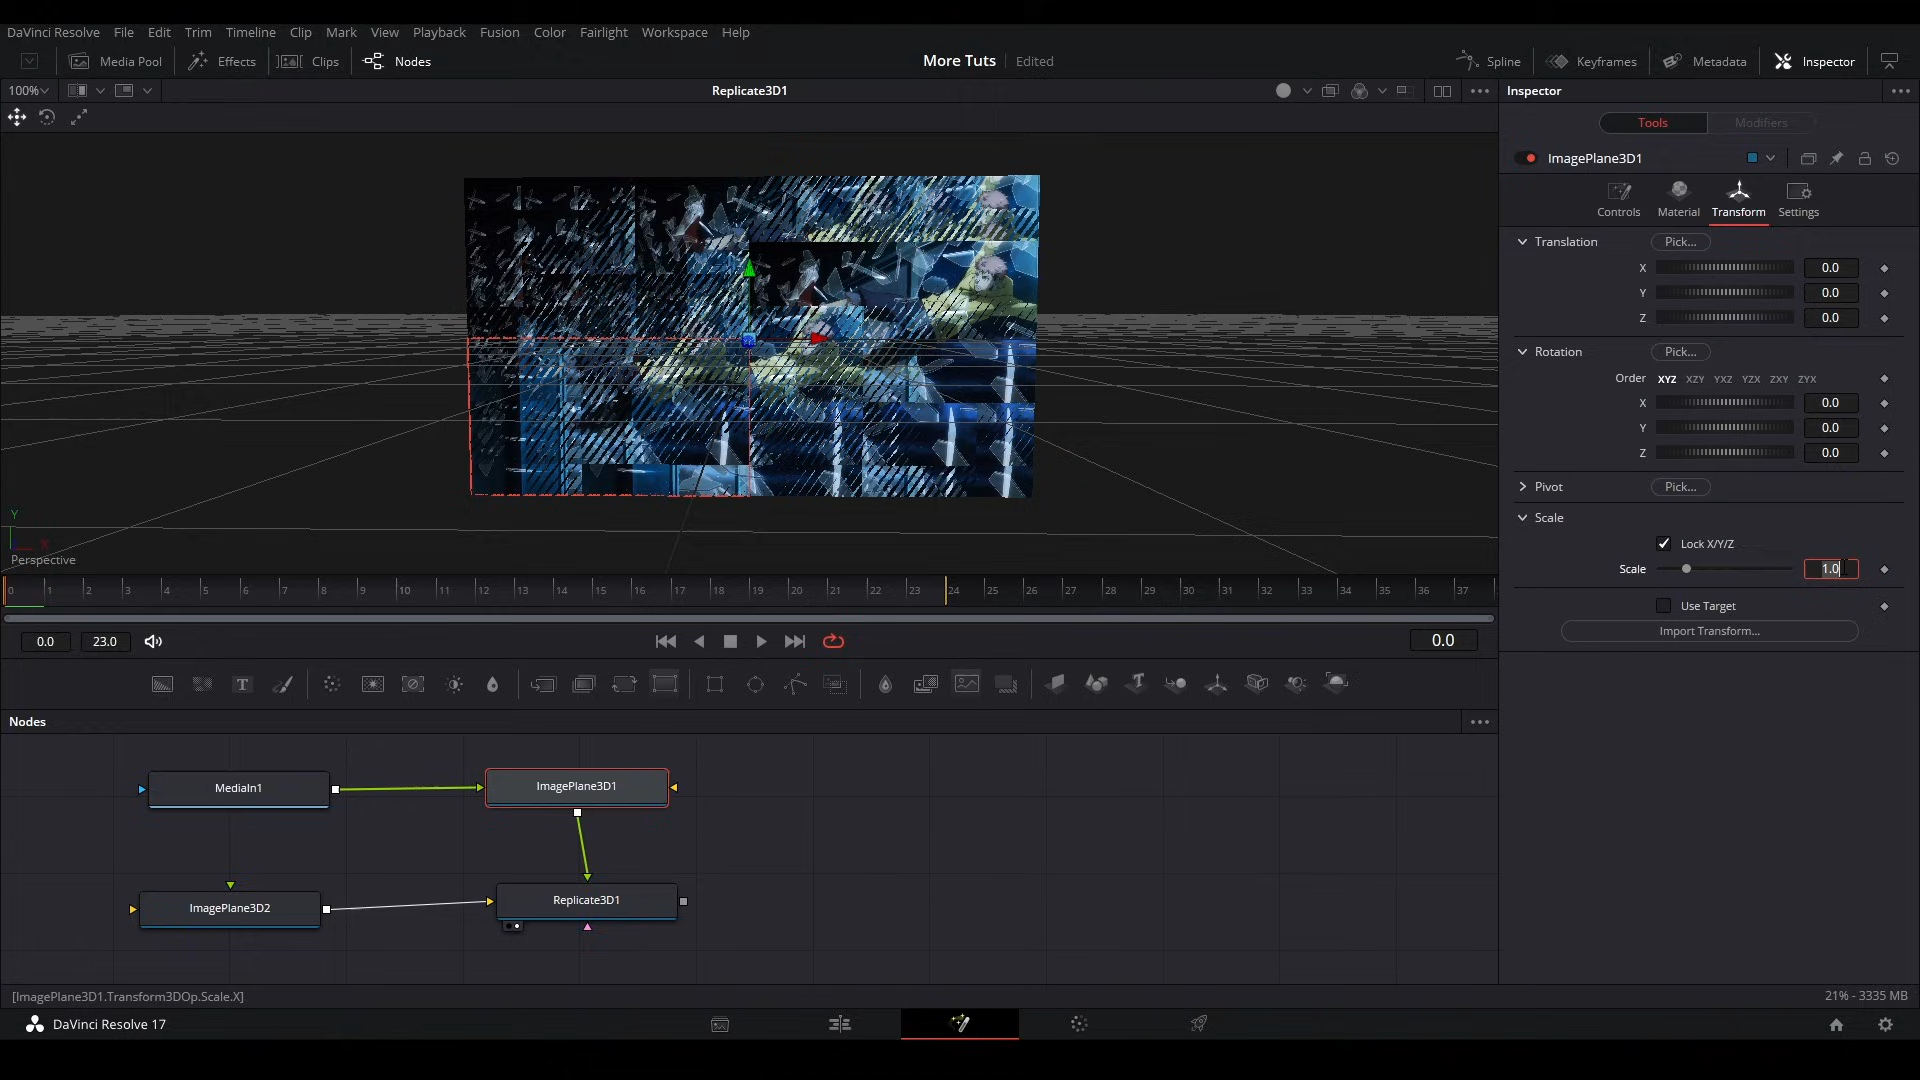 DaVinci Resolve File Edit Trim Timeline Clip Mark View Playback Fusion Color Fairlight Workspace Help
Media Pool Effects Clips Nodes More Tuts Edited Spline Keyframes Metadata Inspector
100% Replicate3D1 Inspector
Tools Modifiers
ImagePlane3D1
Controls Material Transform Settings
Translation Pick...
X 0.0
Y 0.0
Z 0.0
Rotation Pick...
Order XYZ XZY YXZ YZX ZXY ZYX
X 0.0
Y 0.0
Z 0.0
Pivot Pick...
Scale
Lock X/Y/Z
Scale 1.0
Use Target
Import Transform...
Y
X
Perspective
0 1 2 3 4 5 6 7 8 9 10 11 12 13 14 15 16 17 18 19 20 21 22 23 24 25 26 27 28 29 30 31 32 33 34 35 36 37
0.0 23.0 0.0
T T
Nodes
MediaIn1 ImagePlane3D1
ImagePlane3D2 Replicate3D1
[ImagePlane3D1.Transform3DOp.Scale.X] 21% - 3335 MB
DaVinci Resolve 17